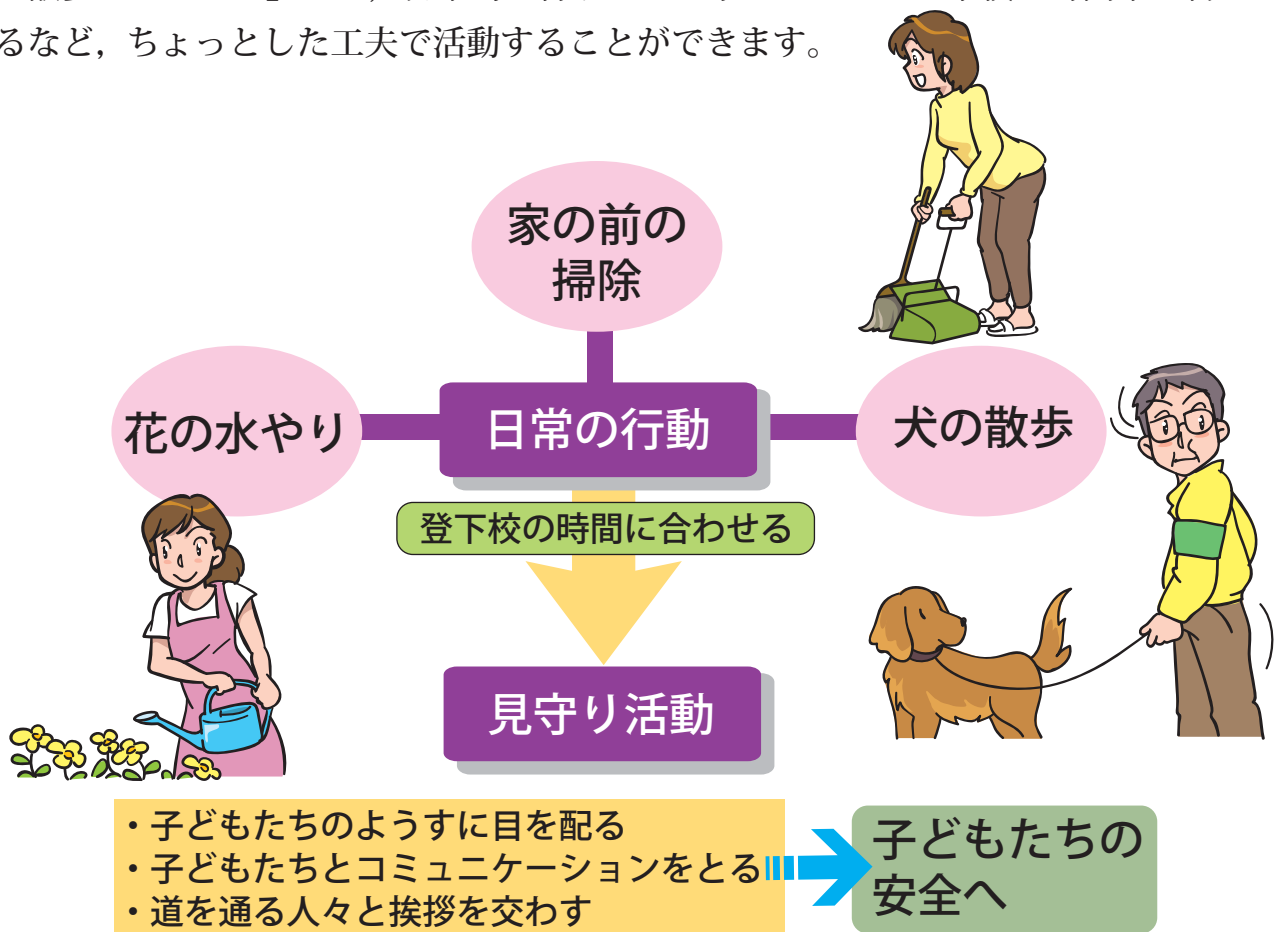 るなど，ちょっとした工夫で活動することができます。
家の前の
掃除
花の水やり
日常の行動
犬の散歩
登下校の時間に合わせる
見守り活動
・子どもたちのようすに目を配る
・子どもたちとコミュニケーションをとる
・道を通る人々と挨拶を交わす
子どもたちの
安全へ